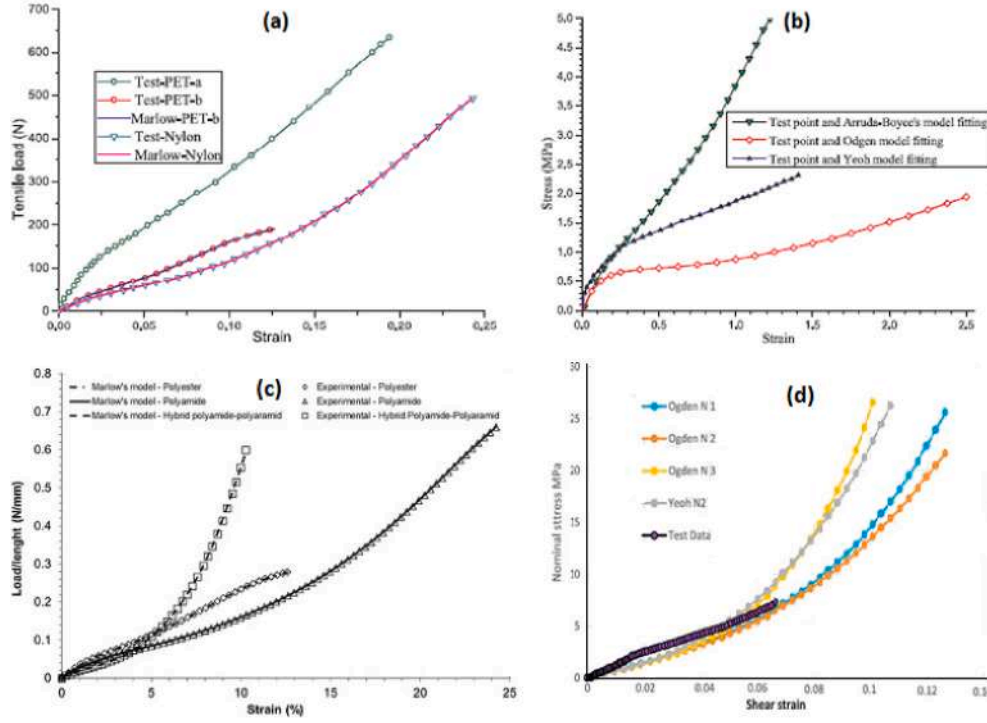 (a)
700
600
500
400
300
200
100
0
0.00
0.05
0.10
0.15
0.20
0.25
Tensile load (N)
Strain
Test-PET-a
Test-PET-b
Marlow-PET-b
Test-Nylon
Marlow-Nylon
(b)
5.0
4.5
4.0
3.5
3.0
2.5
2.0
1.5
1.0
0.5
0.0
0.0
0.5
1.0
1.5
2.0
2.5
Stress (MPa)
Strain
Test point and Arruda-Boyce's model fitting
Test point and Odgen model fitting
Test point and Yeoh model fitting
(c)
0.8
0.7
0.6
0.5
0.4
0.3
0.2
0.1
0
0
5
10
15
20
25
Load/lenght (N/mm)
Strain (%)
Marlow's model - Polyester
Marlow's model - Polyamide
Marlow's model - Hybrid polyamide-polyaramid
Experimental - Polyester
Experimental - Polyamide
Experimental - Hybrid Polyamide-Polyaramid
(d)
30
25
20
15
10
5
0
0
0.02
0.04
0.06
0.08
0.1
0.12
0.14
Nominal sttress MPa
Shear strain
Ogden N 1
Ogden N 2
Ogden N 3
Yeoh N2
Test Data